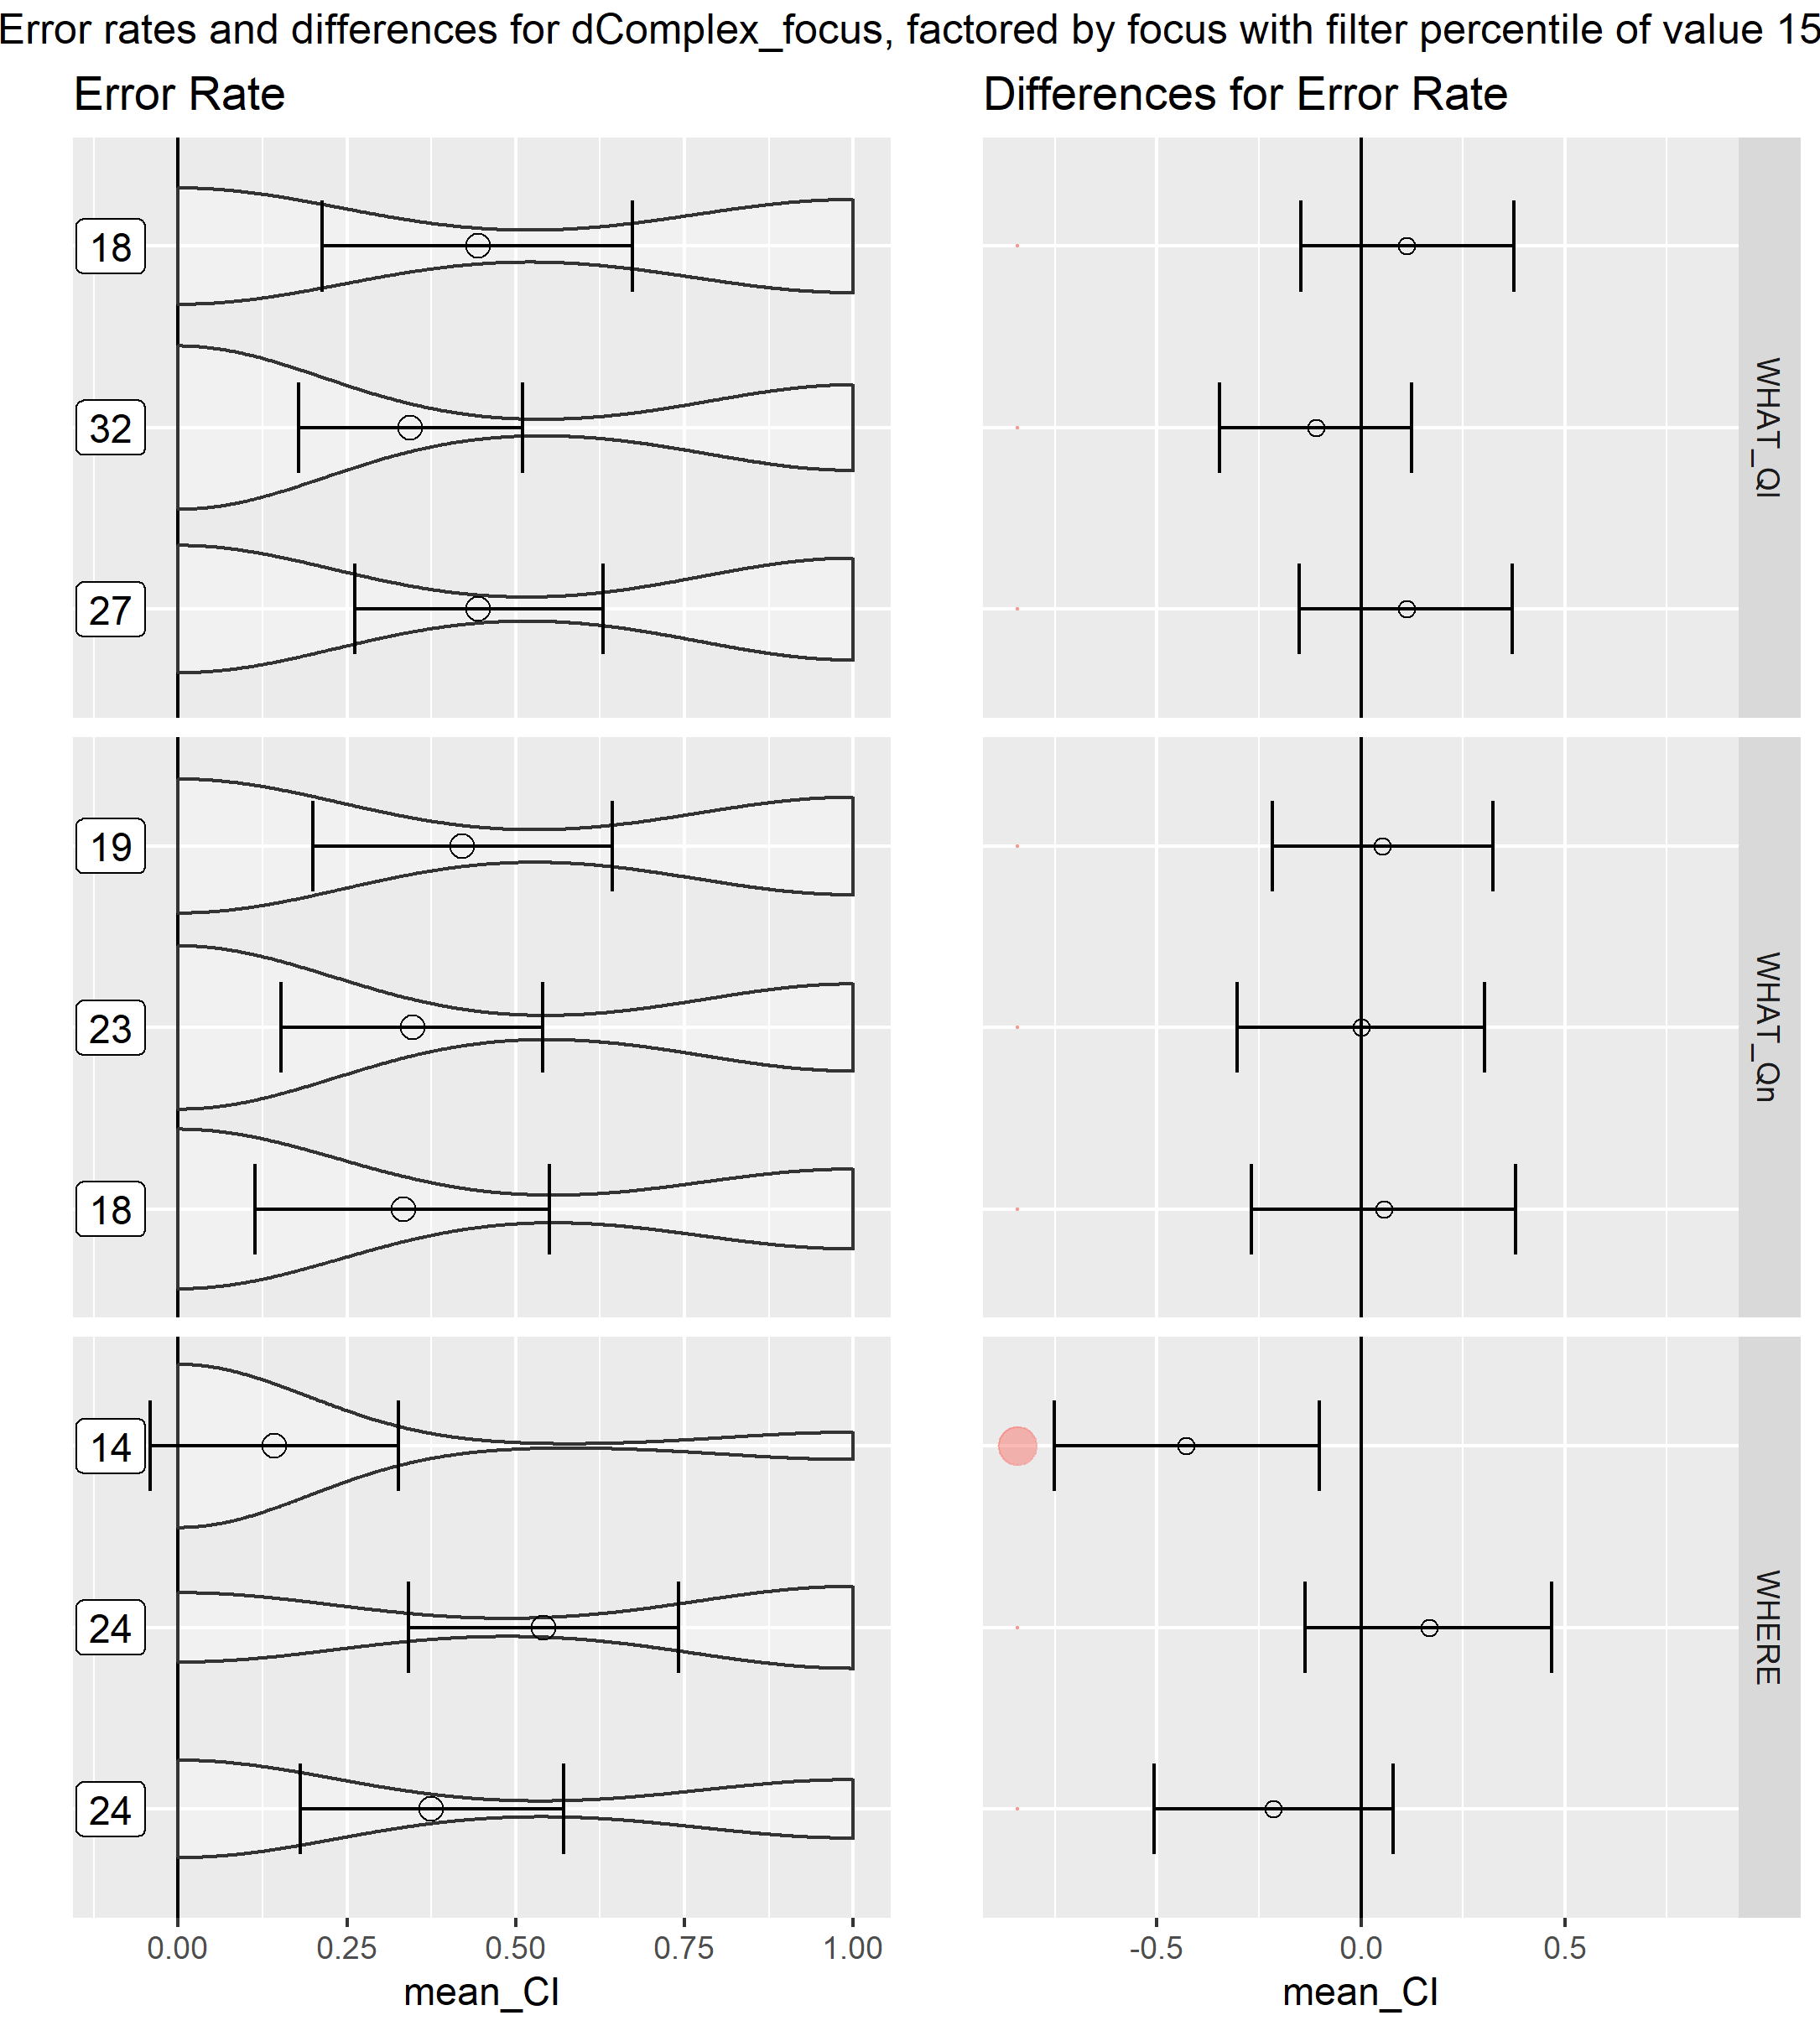 Error rates and differences for dComplex_focus, factored by focus with filter percentile of value 15
Error Rate
Differences for Error Rate
18
32
27
WHAT_Ql
19
23
18
WHAT_Qn
14
24
24
WHERE
0.00 0.25 0.50 0.75 1.00
-0.5 0.0 0.5
mean_CI
mean_CI